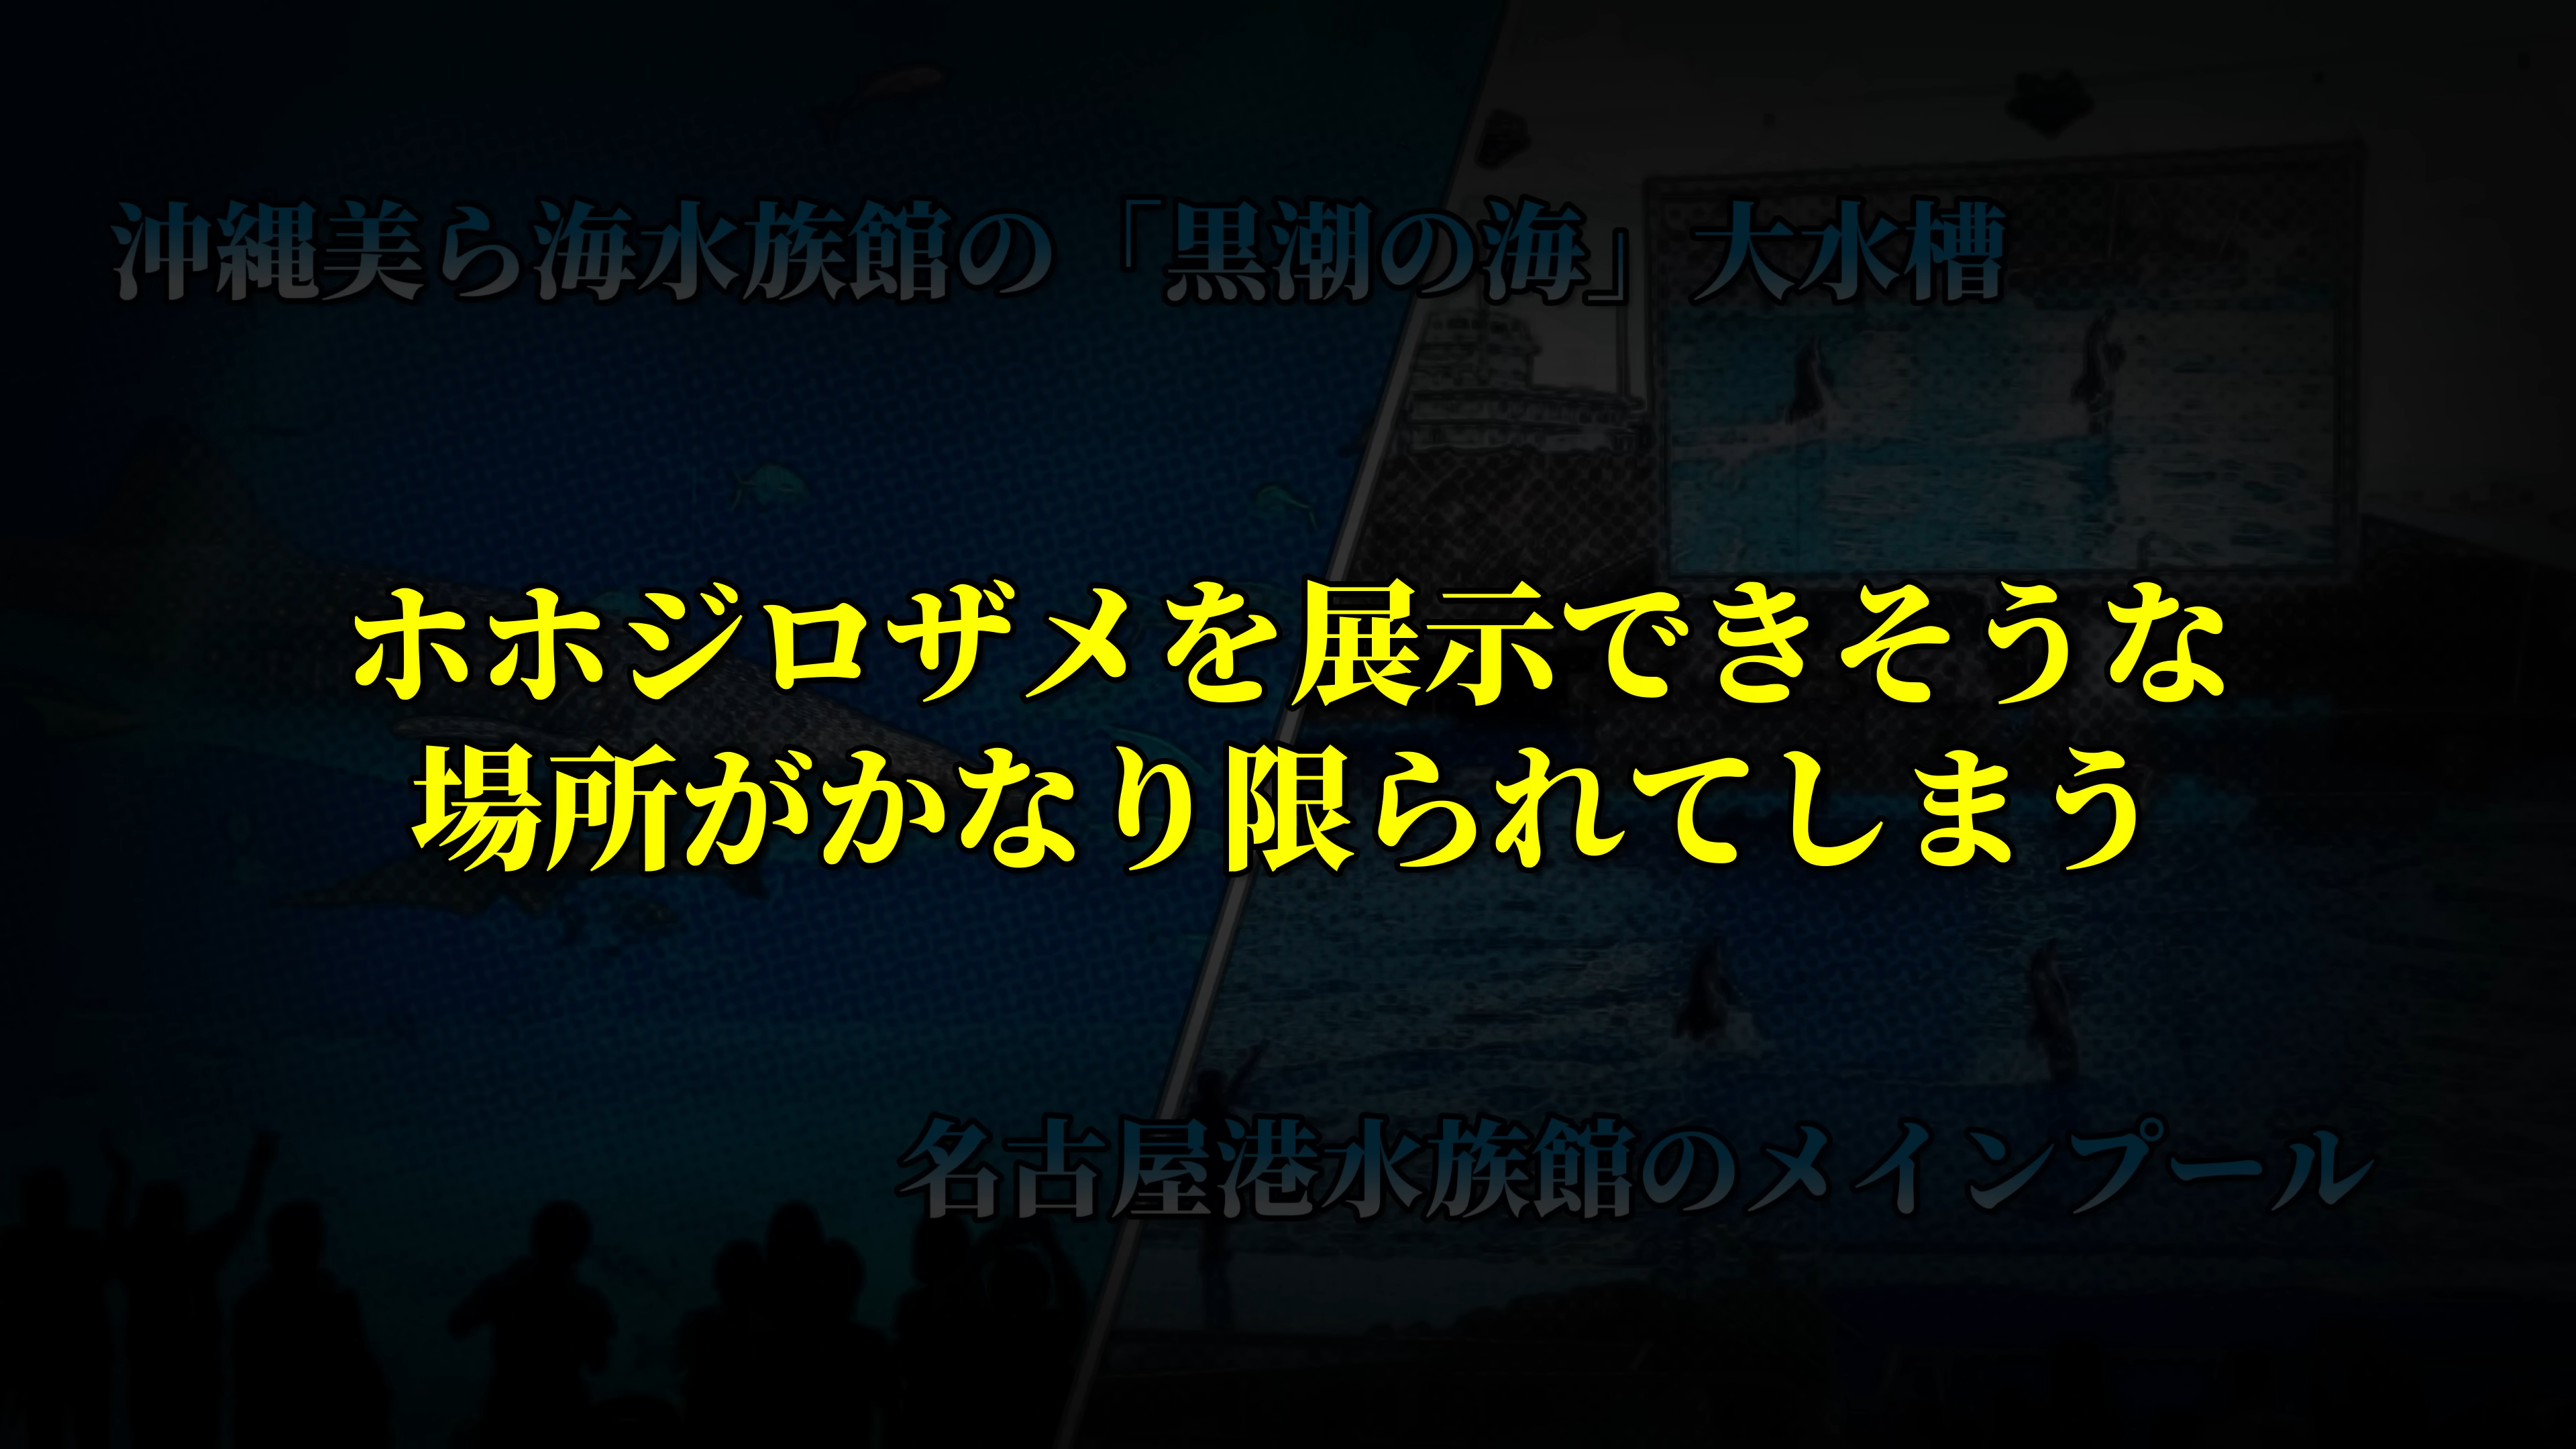 沖縄美ら海水族館の「黒潮の海」大水槽
ホホジロザメを展示できそうな
場所がかなり限られてしまう
名古屋港水族館のメインプール